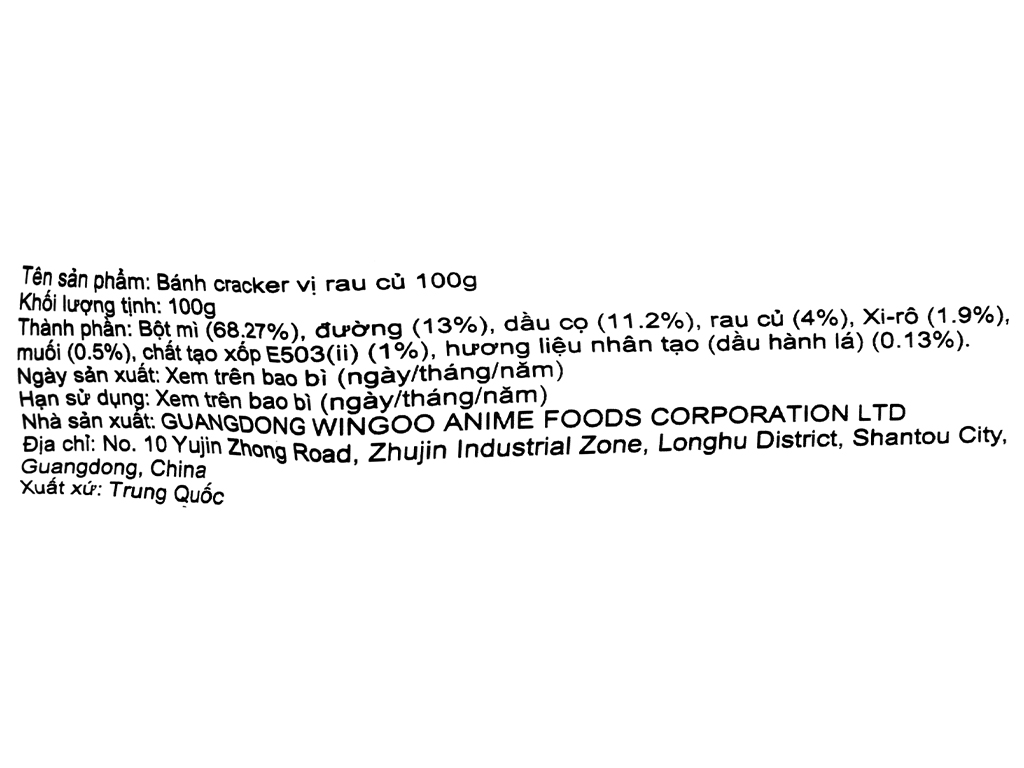 Tên sản phẩm: Bánh cracker vị rau củ 100g
Khối lượng tịnh: 100g
Thành phần: Bột mì (68.27%), đường (13%), dầu cọ (11.2%), rau củ (4%), Xi-rô (1.9%),
muối (0.5%), chất tạo xốp E503(ii) (1%), hương liệu nhân tạo (dầu hành lá) (0.13%).
Ngày sản xuất: Xem trên bao bì (ngày/tháng/năm)
Hạn sử dụng: Xem trên bao bì (ngày/tháng/năm)
Nhà sản xuất: GUANGDONG WINGOO ANIME FOODS CORPORATION LTD
Địa chỉ: No. 10 Yujin Zhong Road, Zhujin Industrial Zone, Longhu District, Shantou City,
Guangdong, China
Xuất xứ: Trung Quốc